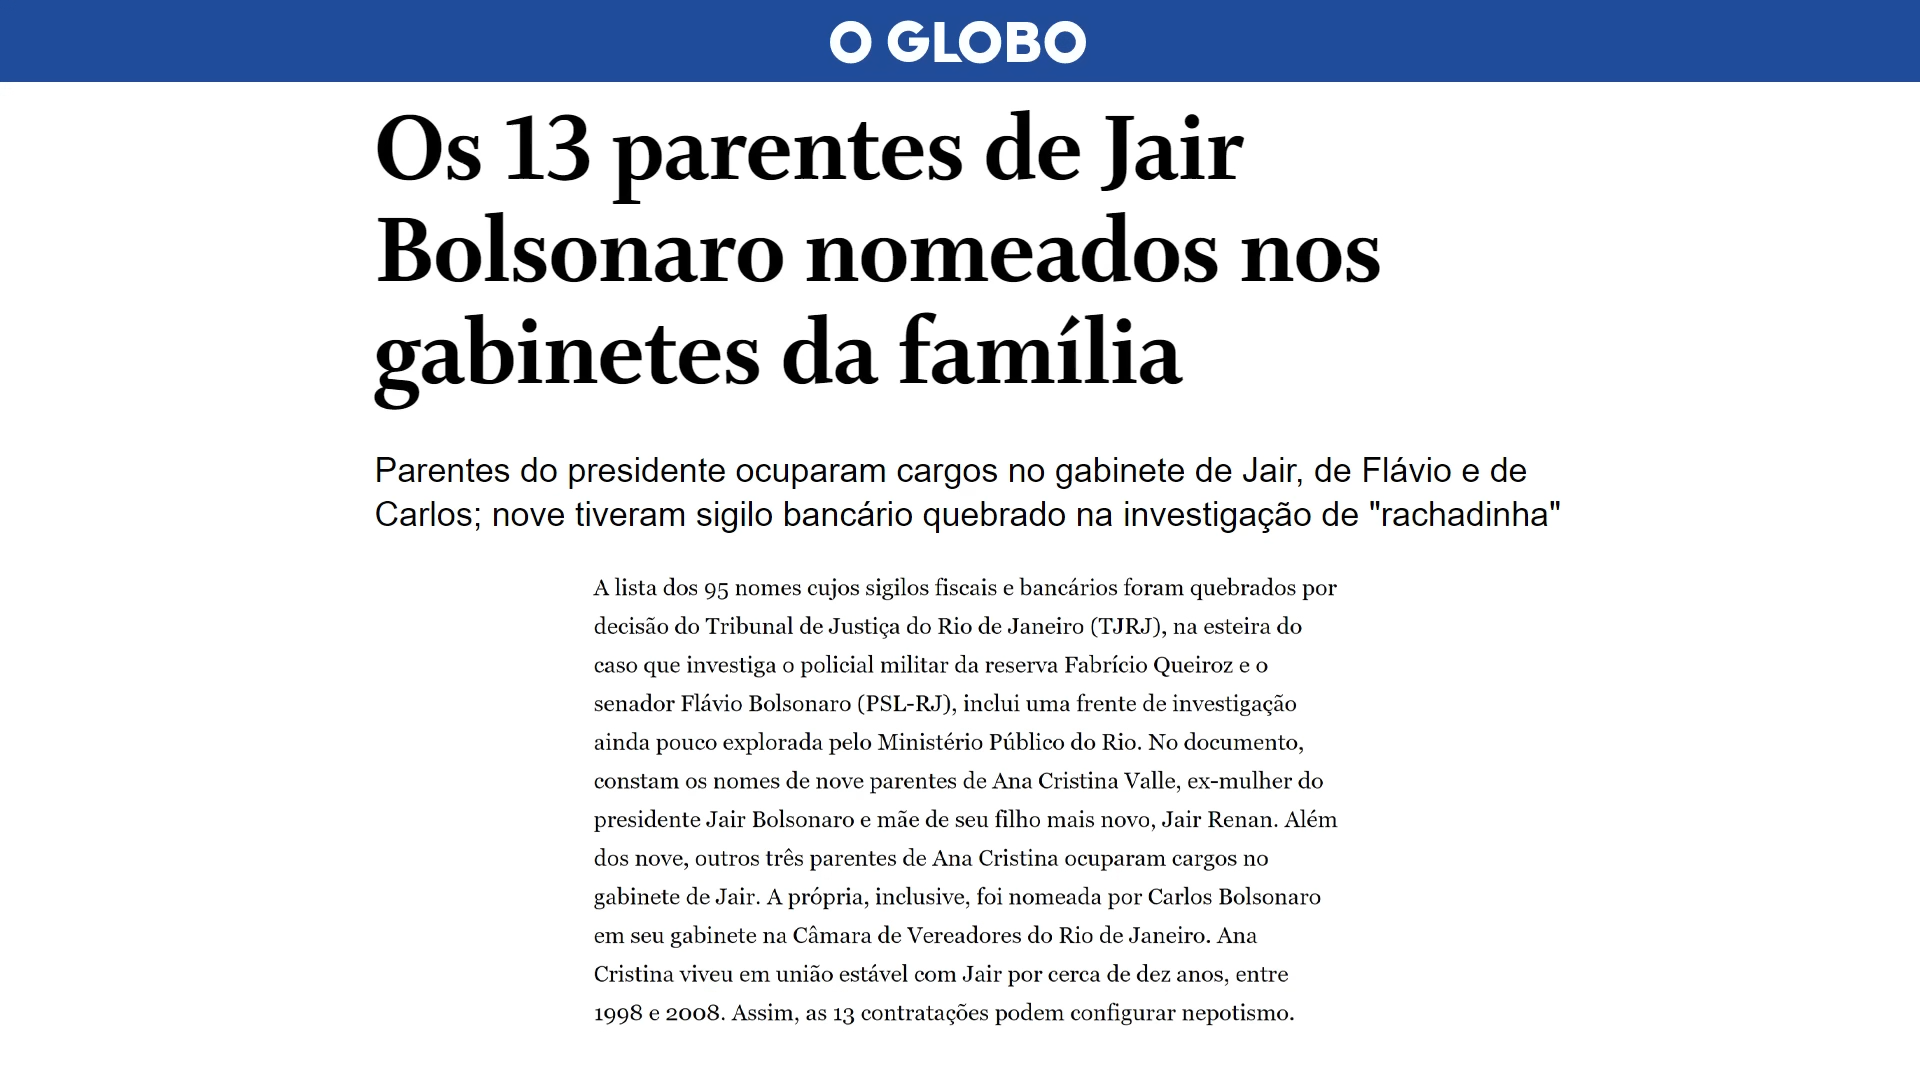 O GLOBO
Os 13 parentes de Jair
Bolsonaro nomeados nos
gabinetes da família
Parentes do presidente ocuparam cargos no gabinete de Jair, de Flávio e de
Carlos; nove tiveram sigilo bancário quebrado na investigação de "rachadinha"
A lista dos 95 nomes cujos sigilos fiscais e bancários foram quebrados por
decisão do Tribunal de Justiça do Rio de Janeiro (TJRJ), na esteira do
caso que investiga o policial militar da reserva Fabrício Queiroz e o
senador Flávio Bolsonaro (PSL-RJ), inclui uma frente de investigação
ainda pouco explorada pelo Ministério Público do Rio. No documento,
constam os nomes de nove parentes de Ana Cristina Valle, ex-mulher do
presidente Jair Bolsonaro e mãe de seu filho mais novo, Jair Renan. Além
dos nove, outros três parentes de Ana Cristina ocuparam cargos no
gabinete de Jair. A própria, inclusive, foi nomeada por Carlos Bolsonaro
em seu gabinete na Câmara de Vereadores do Rio de Janeiro. Ana
Cristina viveu em união estável com Jair por cerca de dez anos, entre
1998 e 2008. Assim, as 13 contratações podem configurar nepotismo.